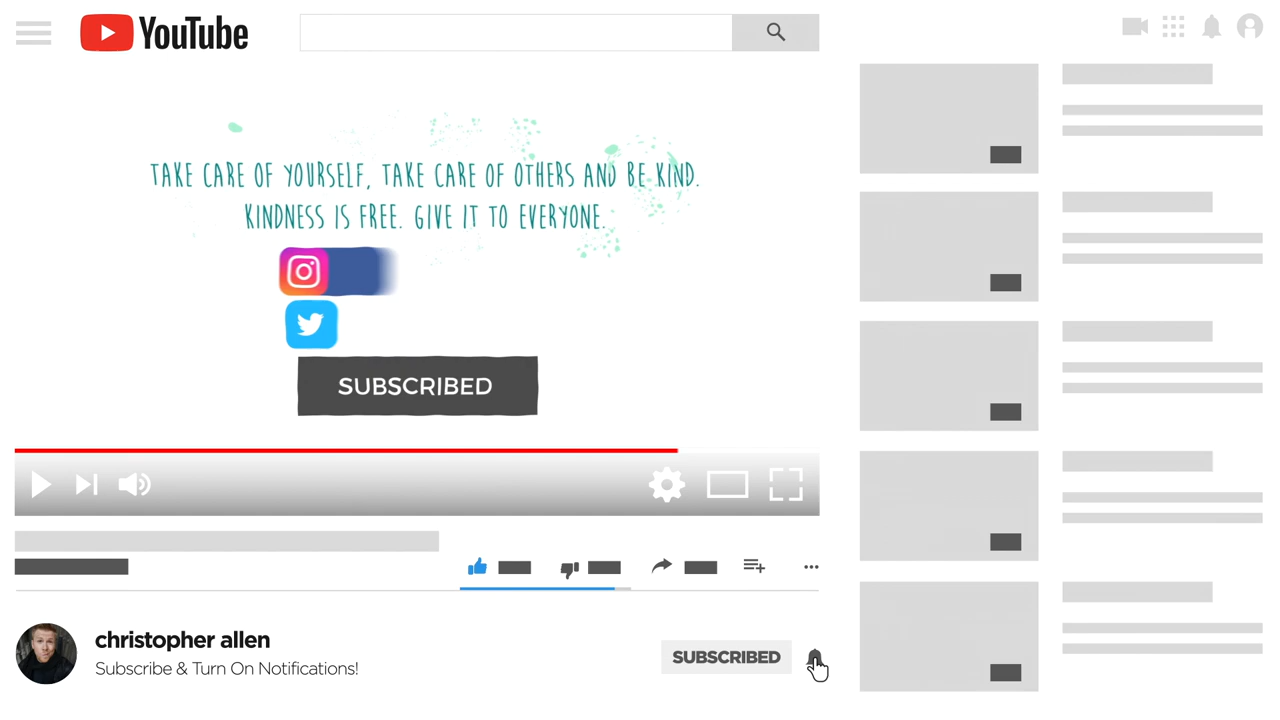 YouTube
TAKE CARE OF YOURSELF, TAKE CARE OF OTHERS AND BE KIND.
KINDNESS IS FREE. GIVE IT TO EVERYONE.
SUBSCRIBED
christopher allen
Subscribe & Turn On Notifications!
SUBSCRIBED